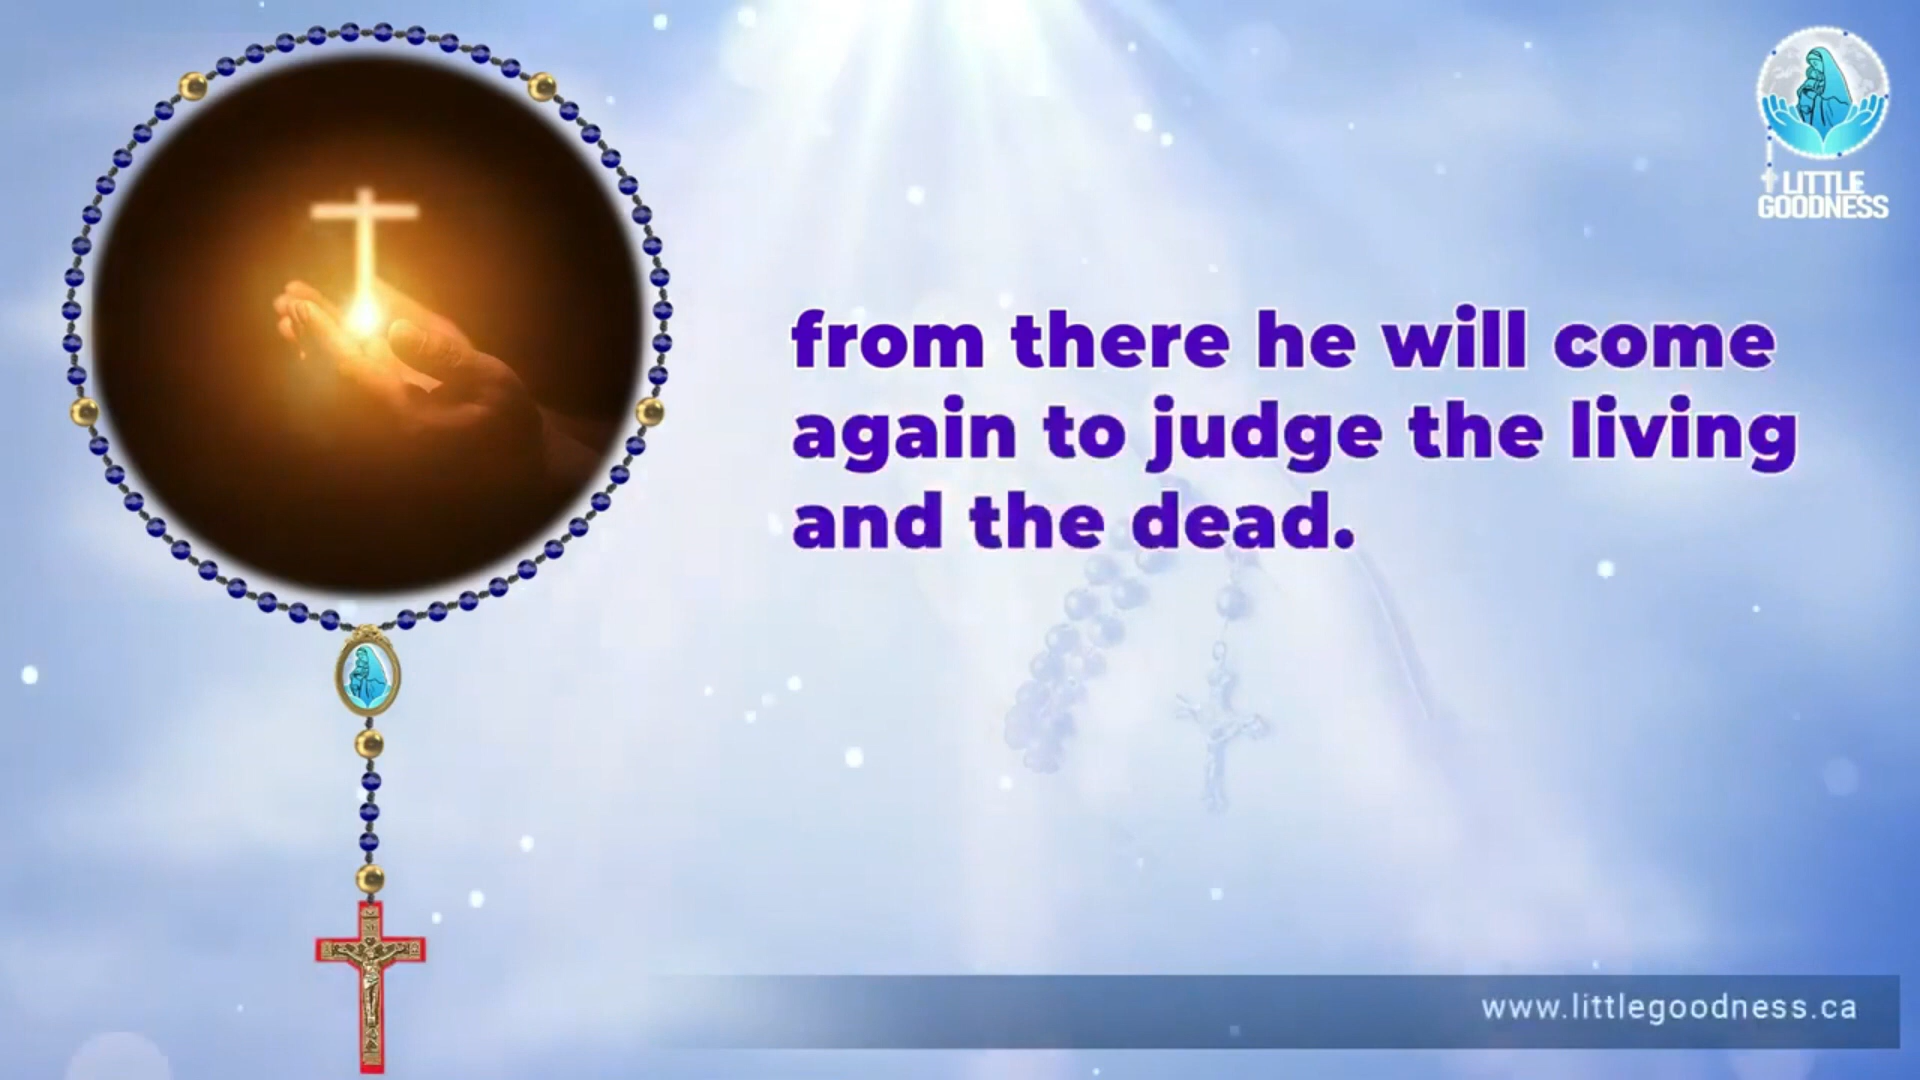 LITTLE
GOODNESS
from there he will come
again to judge the living
and the dead.
www.littlegoodness.ca